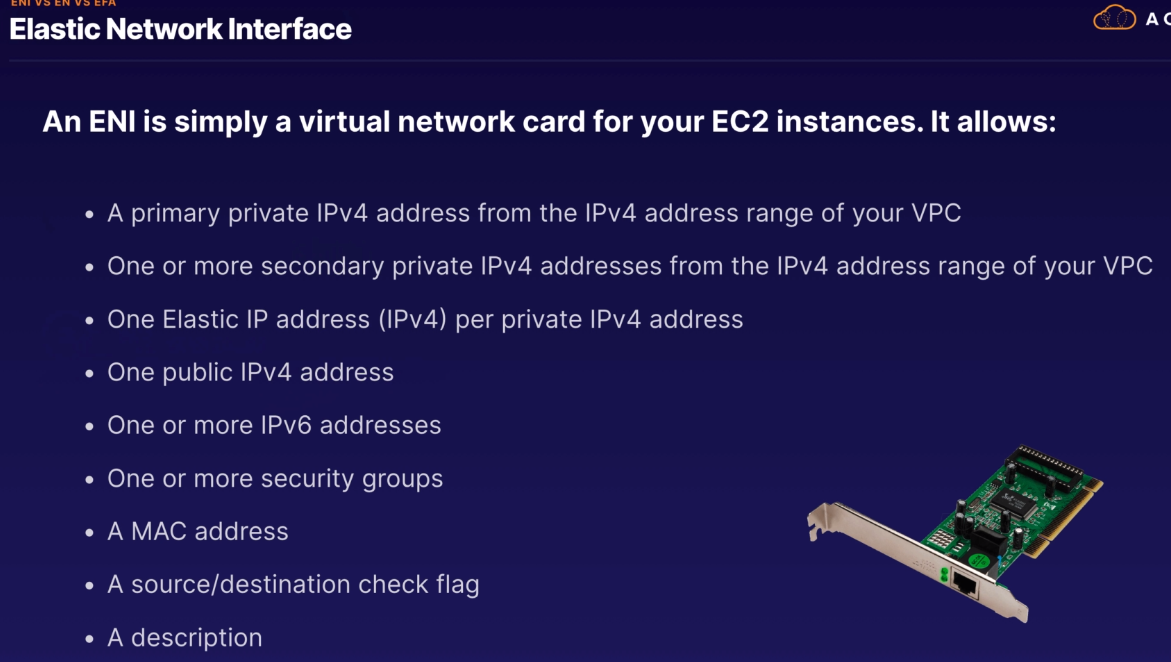 ENI VS EN VS EFA
Elastic Network Interface
An ENI is simply a virtual network card for your EC2 instances. It allows:
• A primary private IPv4 address from the IPv4 address range of your VPC
• One or more secondary private IPv4 addresses from the IPv4 address range of your VPC
• One Elastic IP address (IPv4) per private IPv4 address
• One public IPv4 address
• One or more IPv6 addresses
• One or more security groups
• A MAC address
• A source/destination check flag
• A description